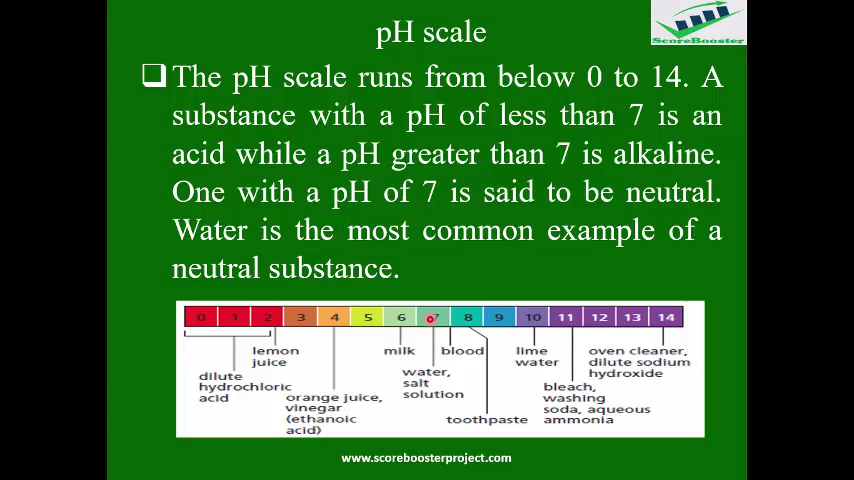 pH scale
ScoreBooster
The pH scale runs from below 0 to 14. A
substance with a pH of less than 7 is an
acid while a pH greater than 7 is alkaline.
One with a pH of 7 is said to be neutral.
Water is the most common example of a
neutral substance.
0 1 2 3 4 5 6 7 8 9 10 11 12 13 14
dilute
hydrochloric
acid
lemon
juice
orange juice,
vinegar
(ethanoic
acid)
milk
water,
salt
solution
blood
toothpaste
lime
water
bleach,
washing
soda, aqueous
ammonia
oven cleaner,
dilute sodium
hydroxide
www.scoreboosterproject.com